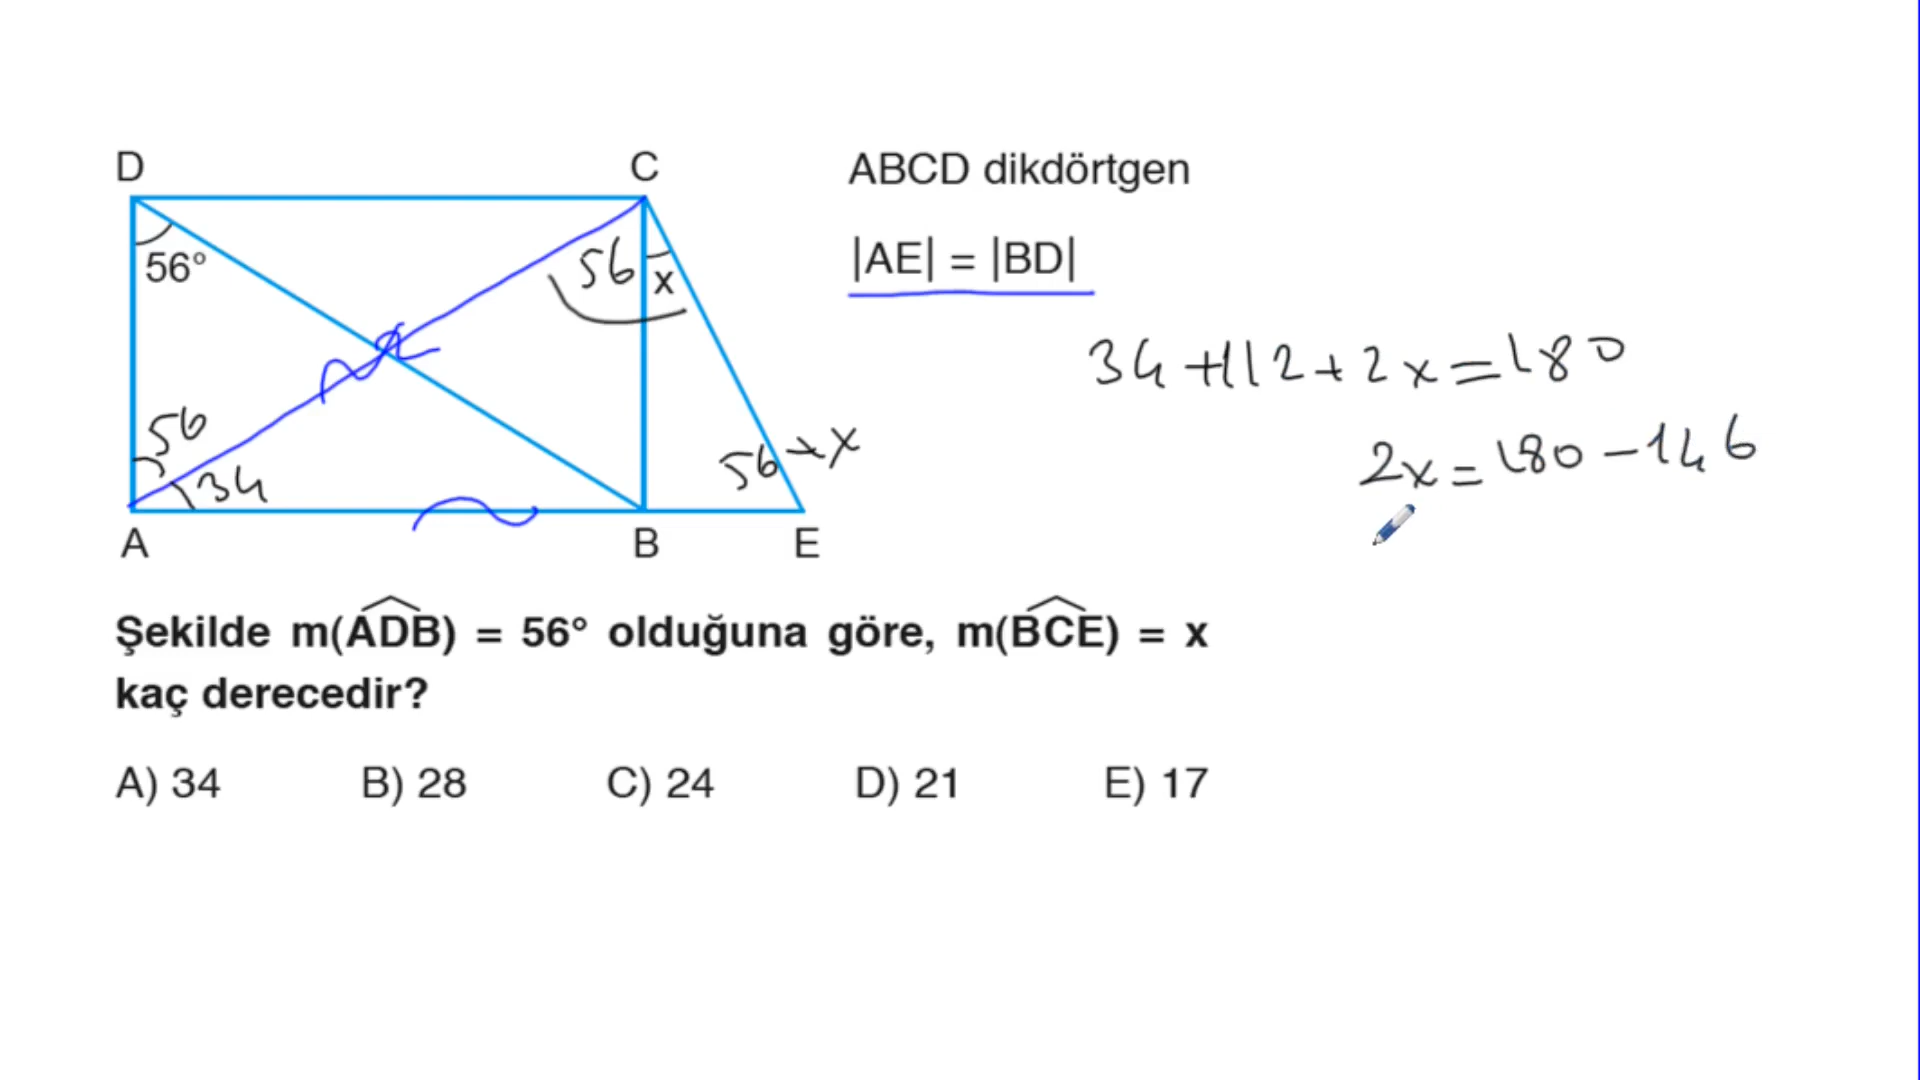 D C
56°
56 x
56
34
56+x
A B E
ABCD dikdörtgen
|AE| = |BD|
34+112+2x=180
2x=180-146
Şekilde m(ADB) = 56° olduğuna göre, m(BCE) = x
kaç derecedir?
A) 34 B) 28 C) 24 D) 21 E) 17